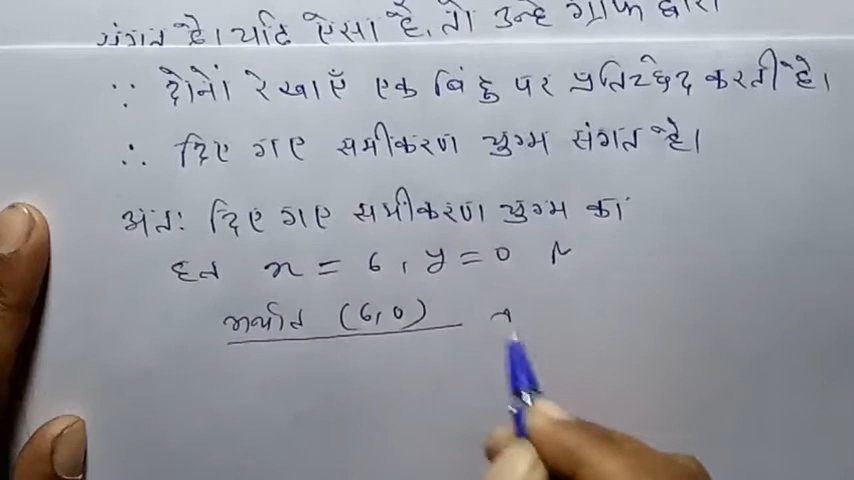 संगत है। यदि ऐसा है, तो उन्हे ग्राफ द्वारा
∵ दोनों रेखाएँ एक बिंदु पर प्रतिच्छेद करती है।
∴ दिए गए समीकरण युग्म संगत है।
अतः दिए गए समीकरण युग्म का
हल x = 6, y = 0
अर्थात (6,0)